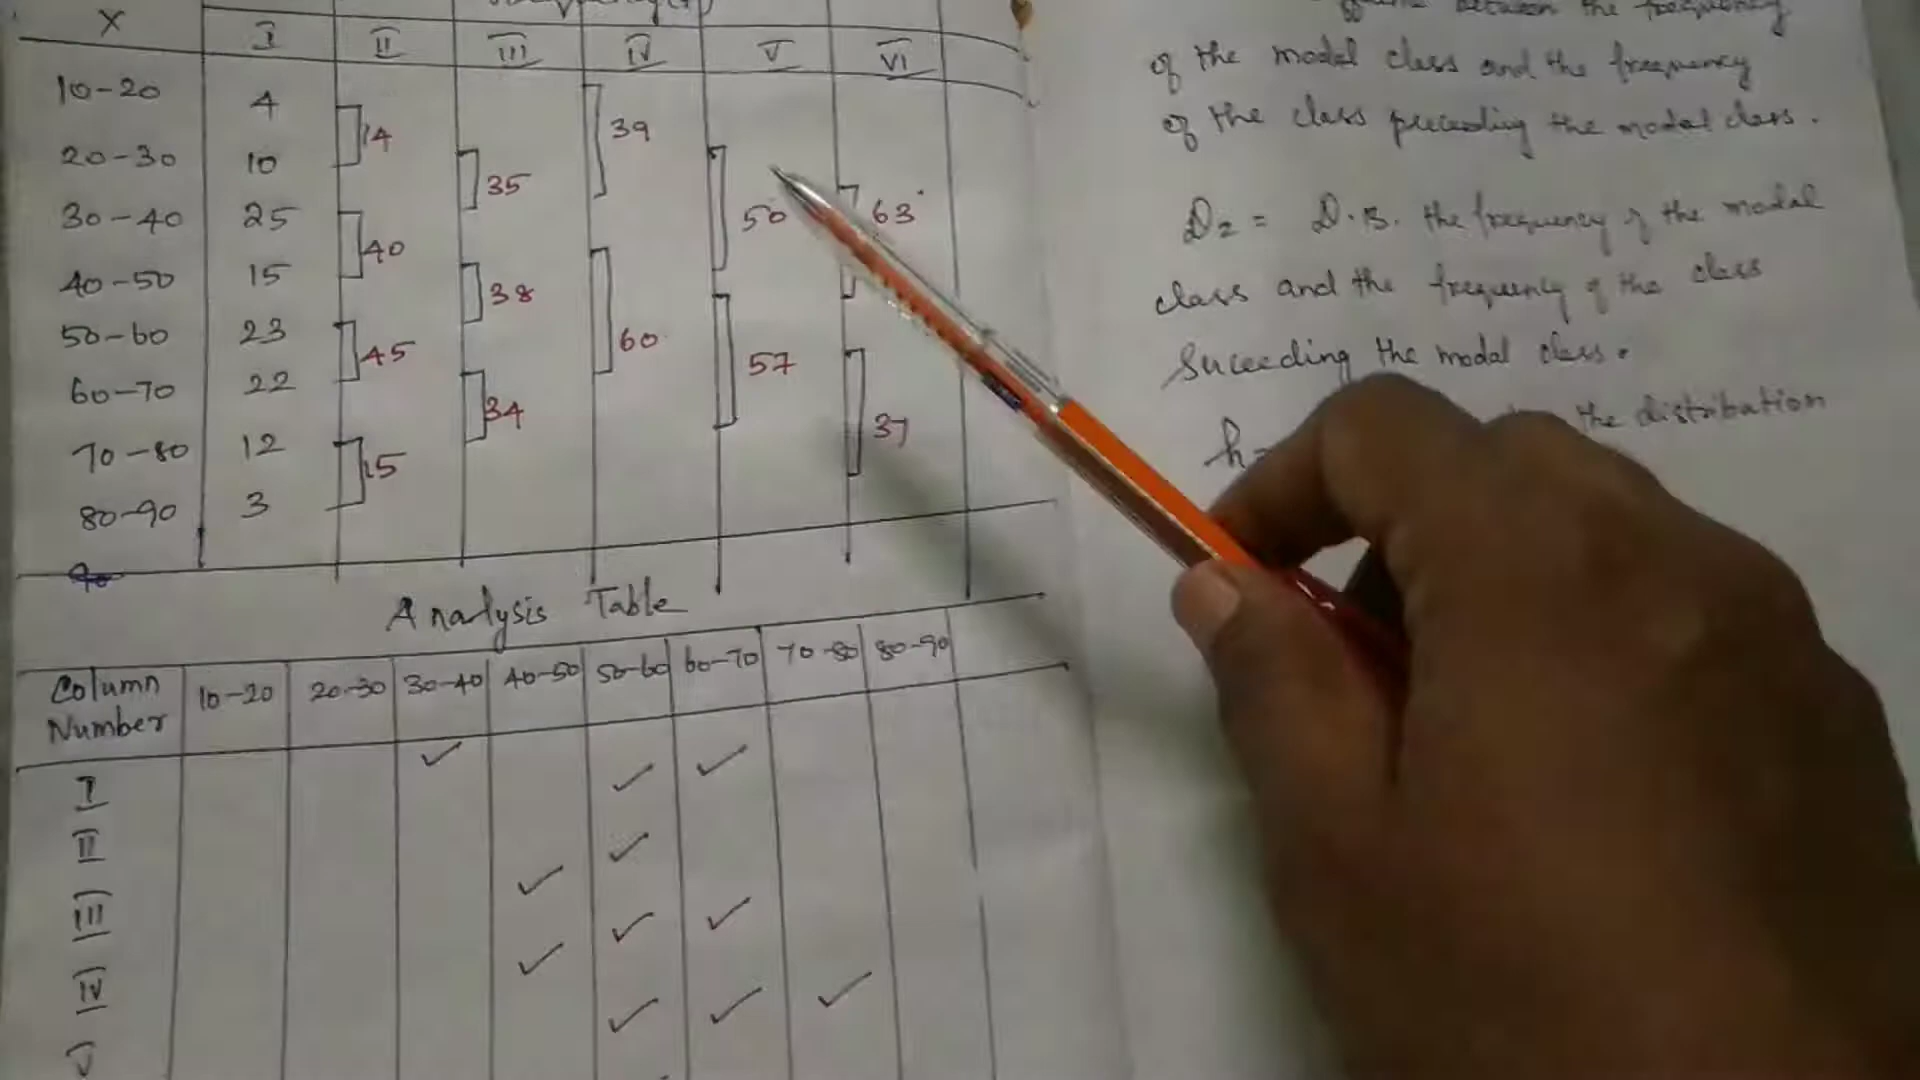 X I II III IV V VI
10-20 4
14 39
20-30 10
35
30-40 25 50 63
40
40-50 15
38
50-60 23 60
45 57
60-70 22
34 37
70-80 12
15
80-90 3
Analysis Table
Column Number 10-20 20-30 30-40 40-50 50-60 60-70 70-80 80-90
I ✓ ✓ ✓
II ✓
III ✓ ✓ ✓
IV ✓ ✓ ✓ ✓
V
between the frequency
of the modal class and the frequency
of the class preceeding the modal class.
D2 = D.B. the frequency of the modal
class and the frequency of the class
Suceeding the modal class.
h= the distribution